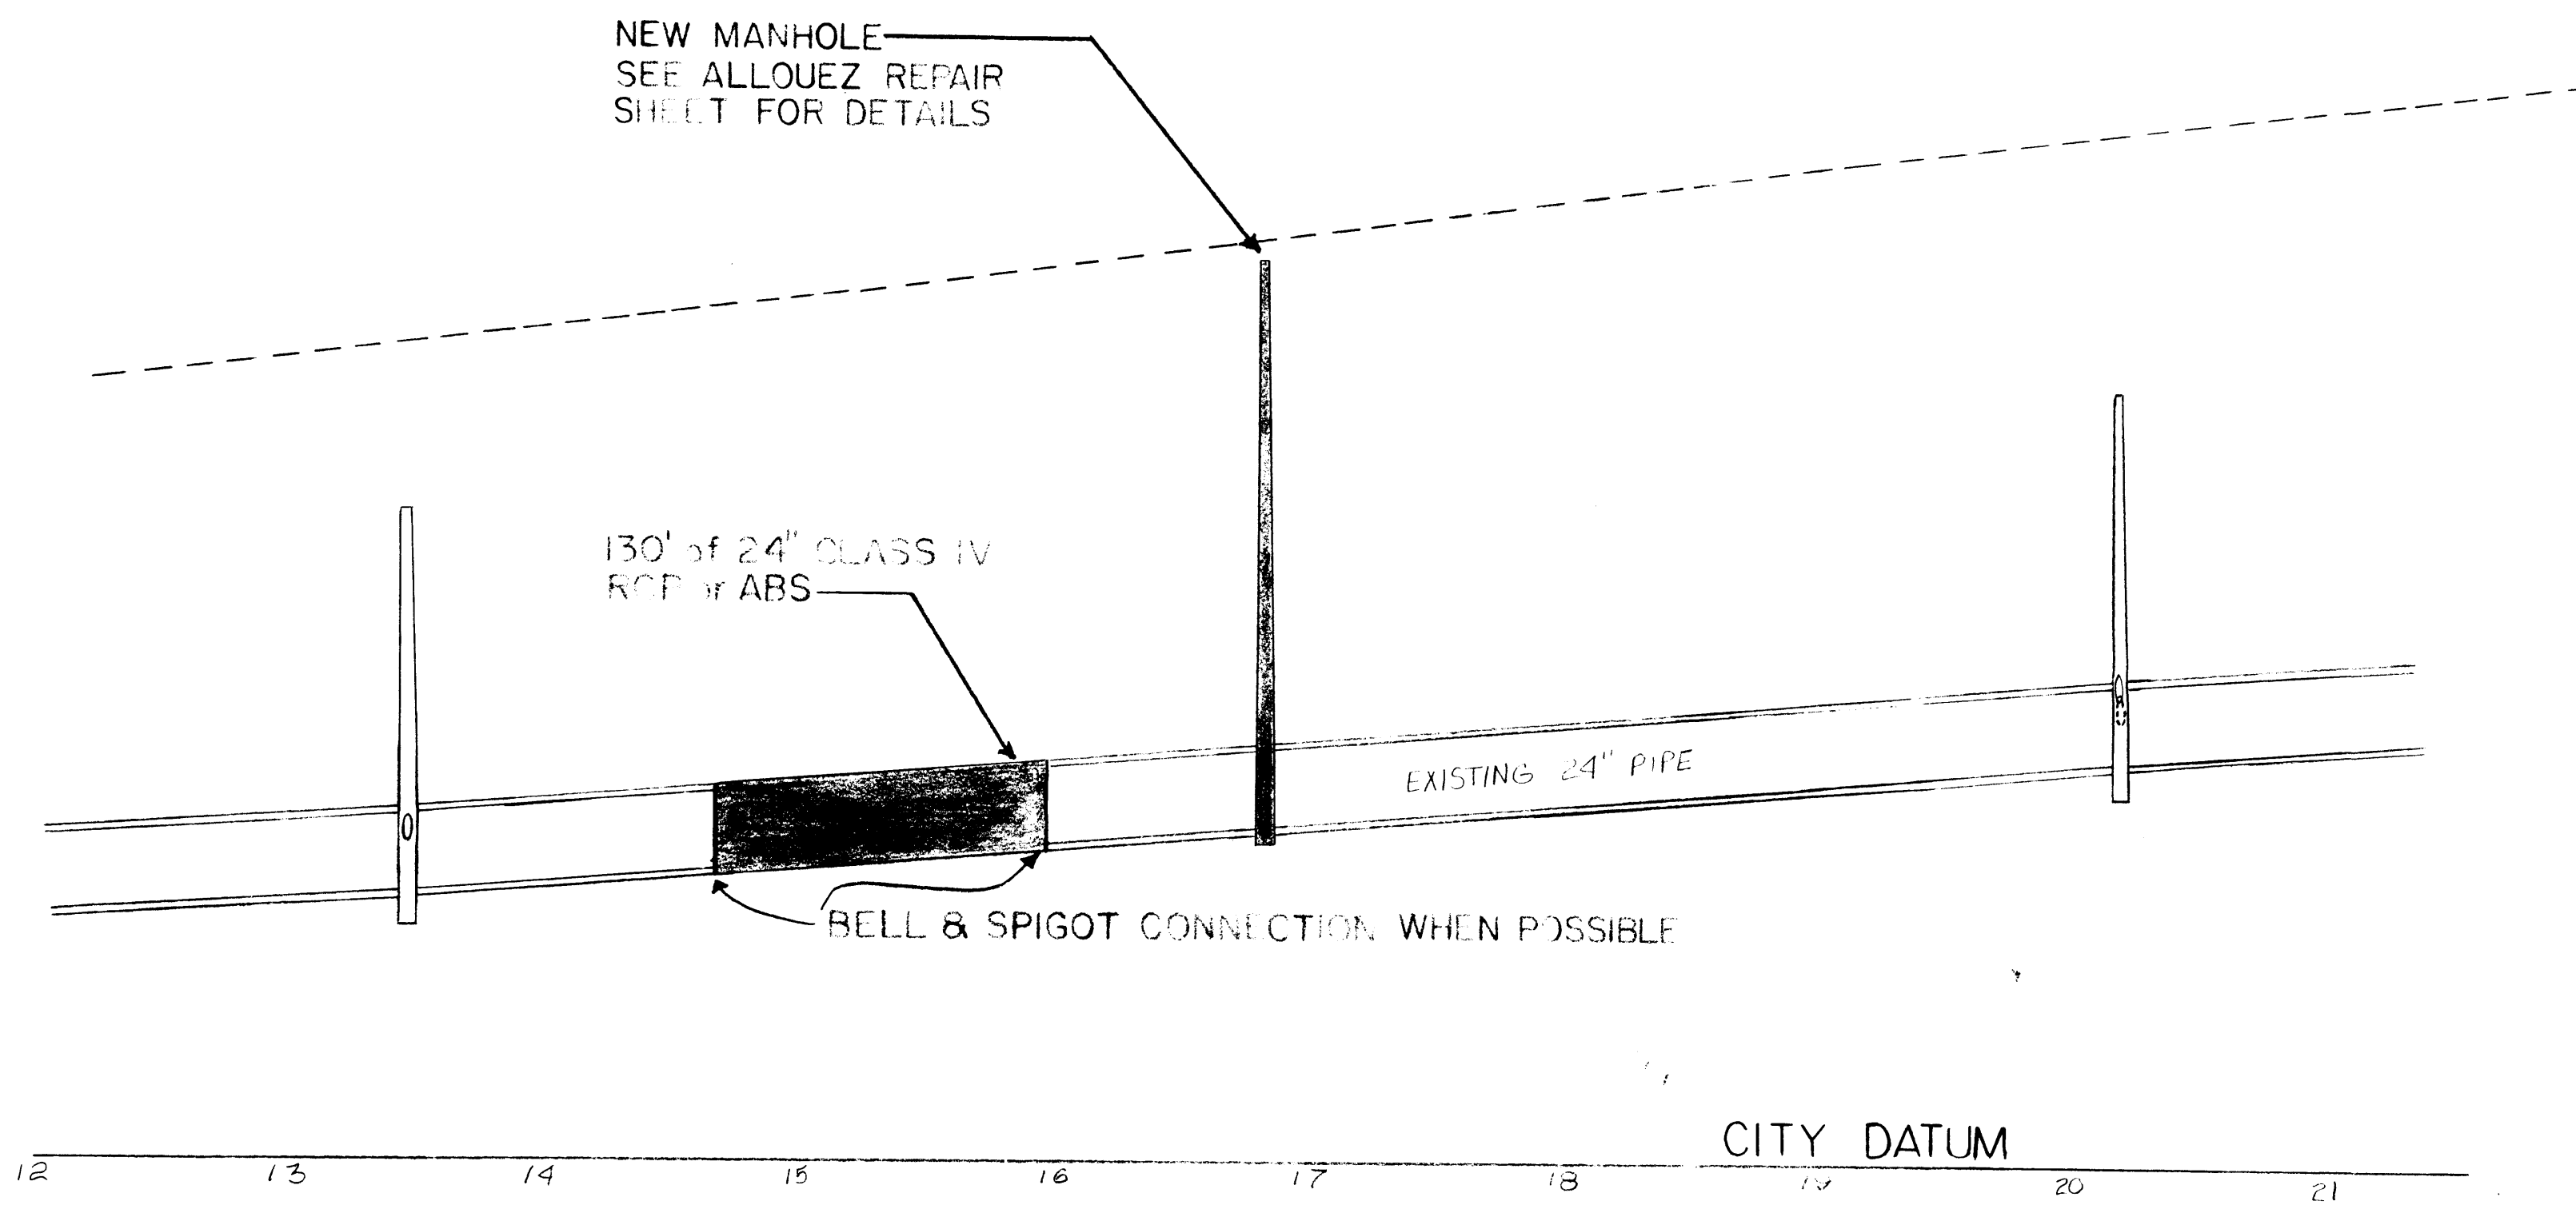 NEW MANHOLE
SEE ALLOUEZ REPAIR
SHEET FOR DETAILS
130' of 24" CLASS IV
RCP or ABS
EXISTING 24" PIPE
BELL & SPIGOT CONNECTION WHEN POSSIBLE
CITY DATUM
12 13 14 15 16 17 18 19 20 21